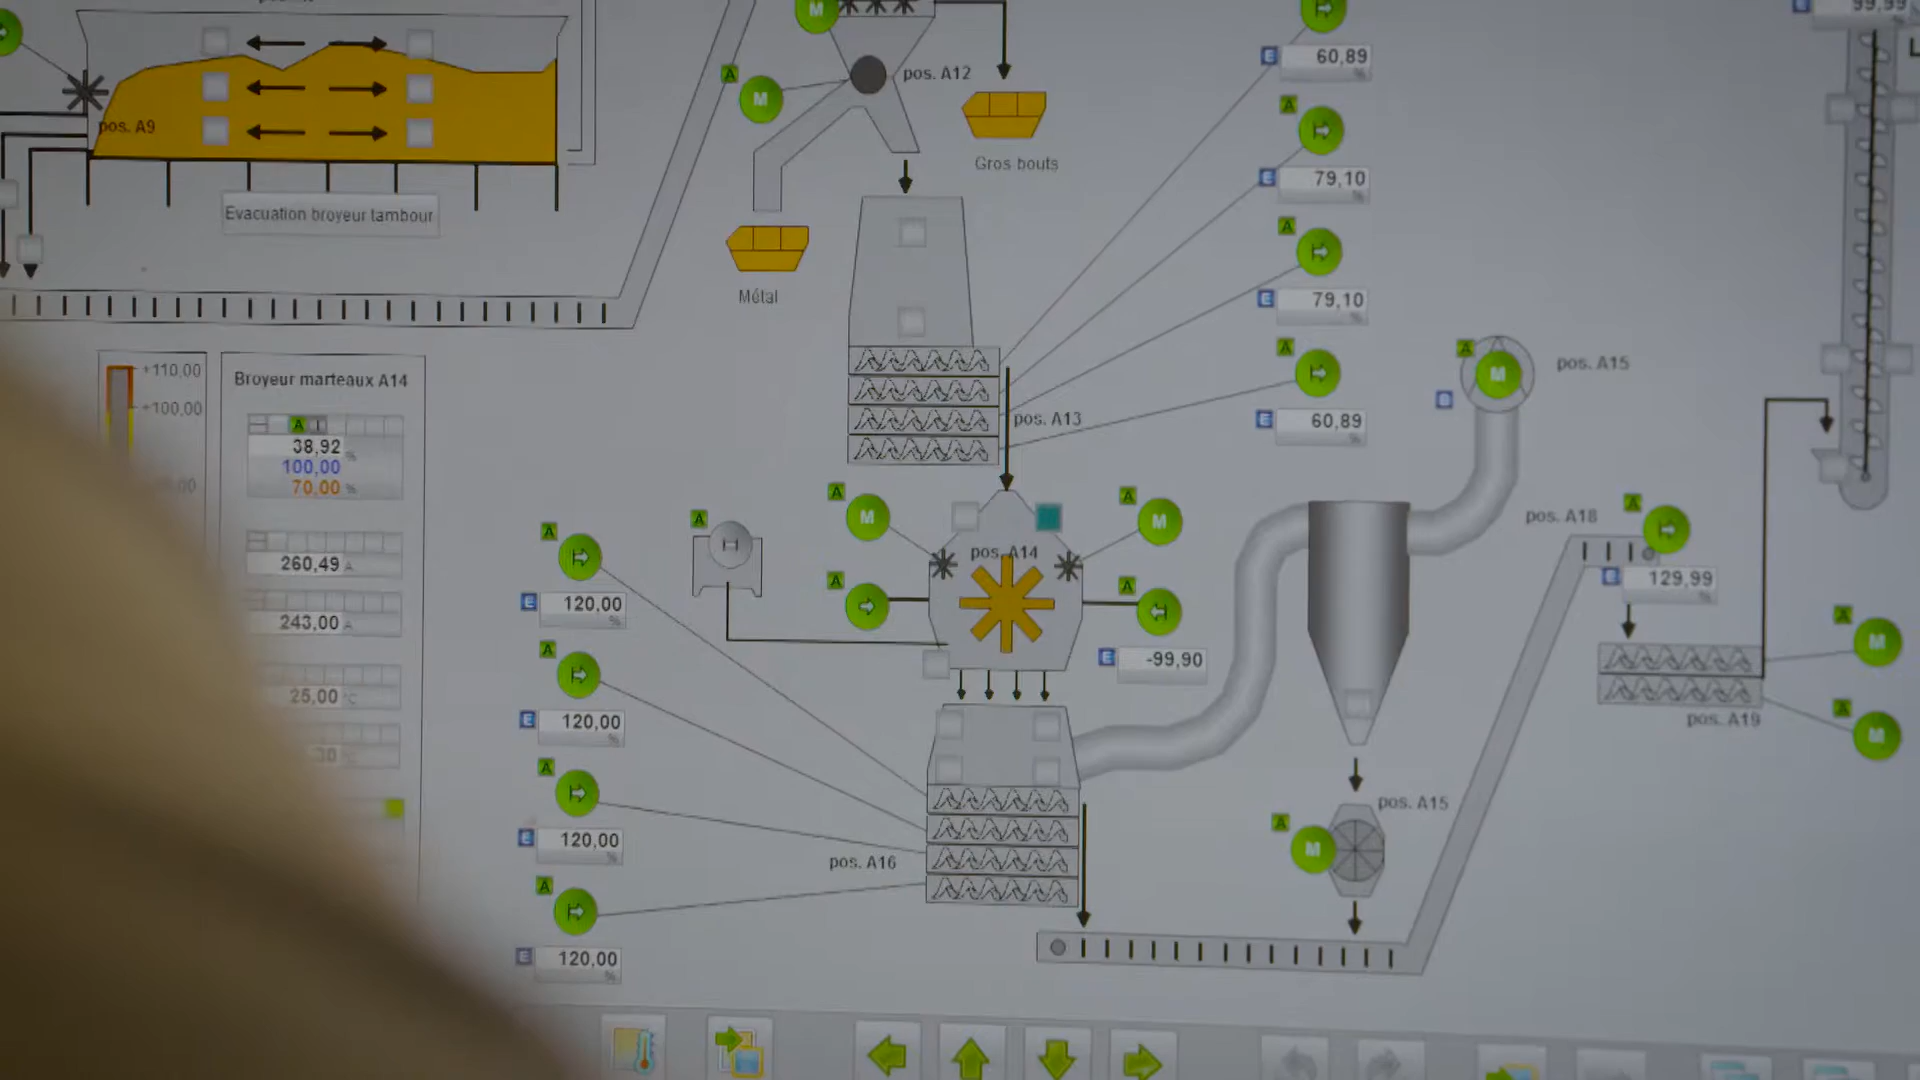 pos. A9
Evacuation broyeur tambour
M
A
M
pos. A12
Gros bouts
Métal
E 60,89
%
A
E 79,10
%
A
E 79,10
%
A
E 60,89
%
99,99
+110,00
+100,00
Broyeur marteaux A14
A
38,92 %
100,00
70,00 %
260,49 A
243,00 A
25,00 °C
pos. A13
A
M
pos. A15
A
M
A
M
pos. A14
A
A
A
E -99,90
A
E 120,00
%
A
E 120,00
%
A
E 120,00
%
A
E 120,00
%
pos. A16
pos. A18
A
E 129,99
%
A
M
A
M
pos. A19
pos. A15
A
M